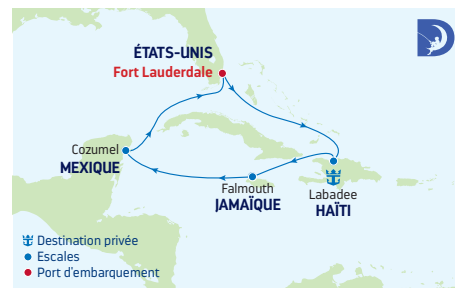 ÉTATS-UNIS
Fort Lauderdale
Cozumel
MEXIQUE
Falmouth
JAMAÏQUE
Labadee
HAÏTI
Destination privée
Escales
Port d'embarquement